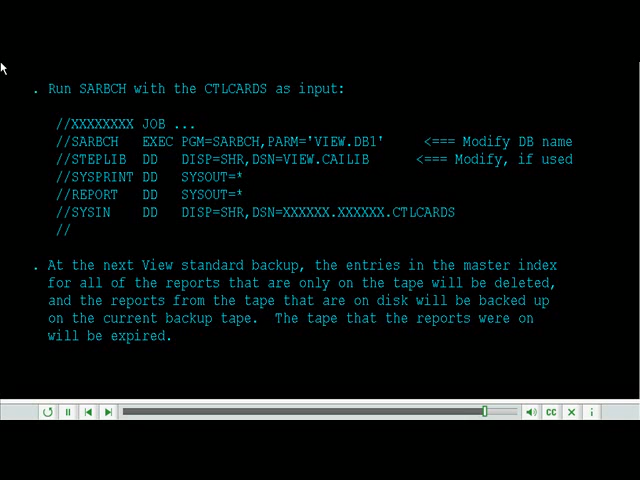 . Run SARBCH with the CTLCARDS as input:
//XXXXXXXX JOB ...
//SARBCH   EXEC PGM=SARBCH,PARM='VIEW.DB1'     <=== Modify DB name
//STEPLIB  DD   DISP=SHR,DSN=VIEW.CAILIB      <=== Modify, if used
//SYSPRINT DD   SYSOUT=*
//REPORT   DD   SYSOUT=*
//SYSIN    DD   DISP=SHR,DSN=XXXXXX.XXXXXX.CTLCARDS
//
. At the next View standard backup, the entries in the master index
for all of the reports that are only on the tape will be deleted,
and the reports from the tape that are on disk will be backed up
on the current backup tape.  The tape that the reports were on
will be expired.
CC